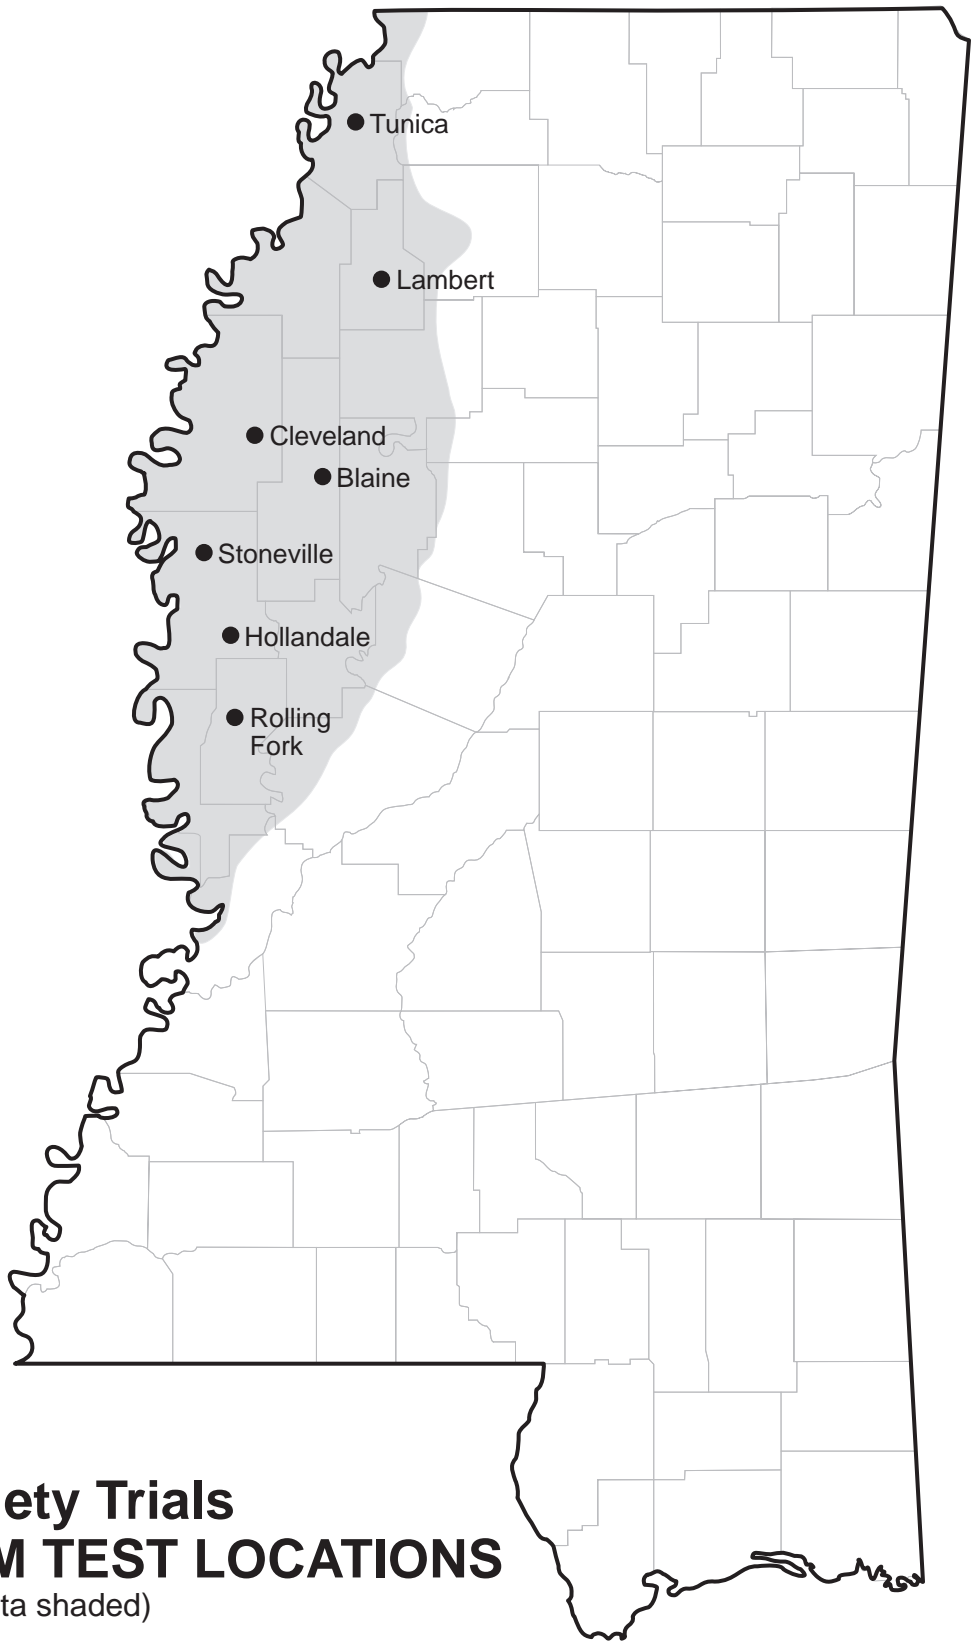 Tunica
Lambert
Cleveland
Blaine
Stoneville
Hollandale
Rolling
Fork
ety Trials
M TEST LOCATIONS
ta shaded)